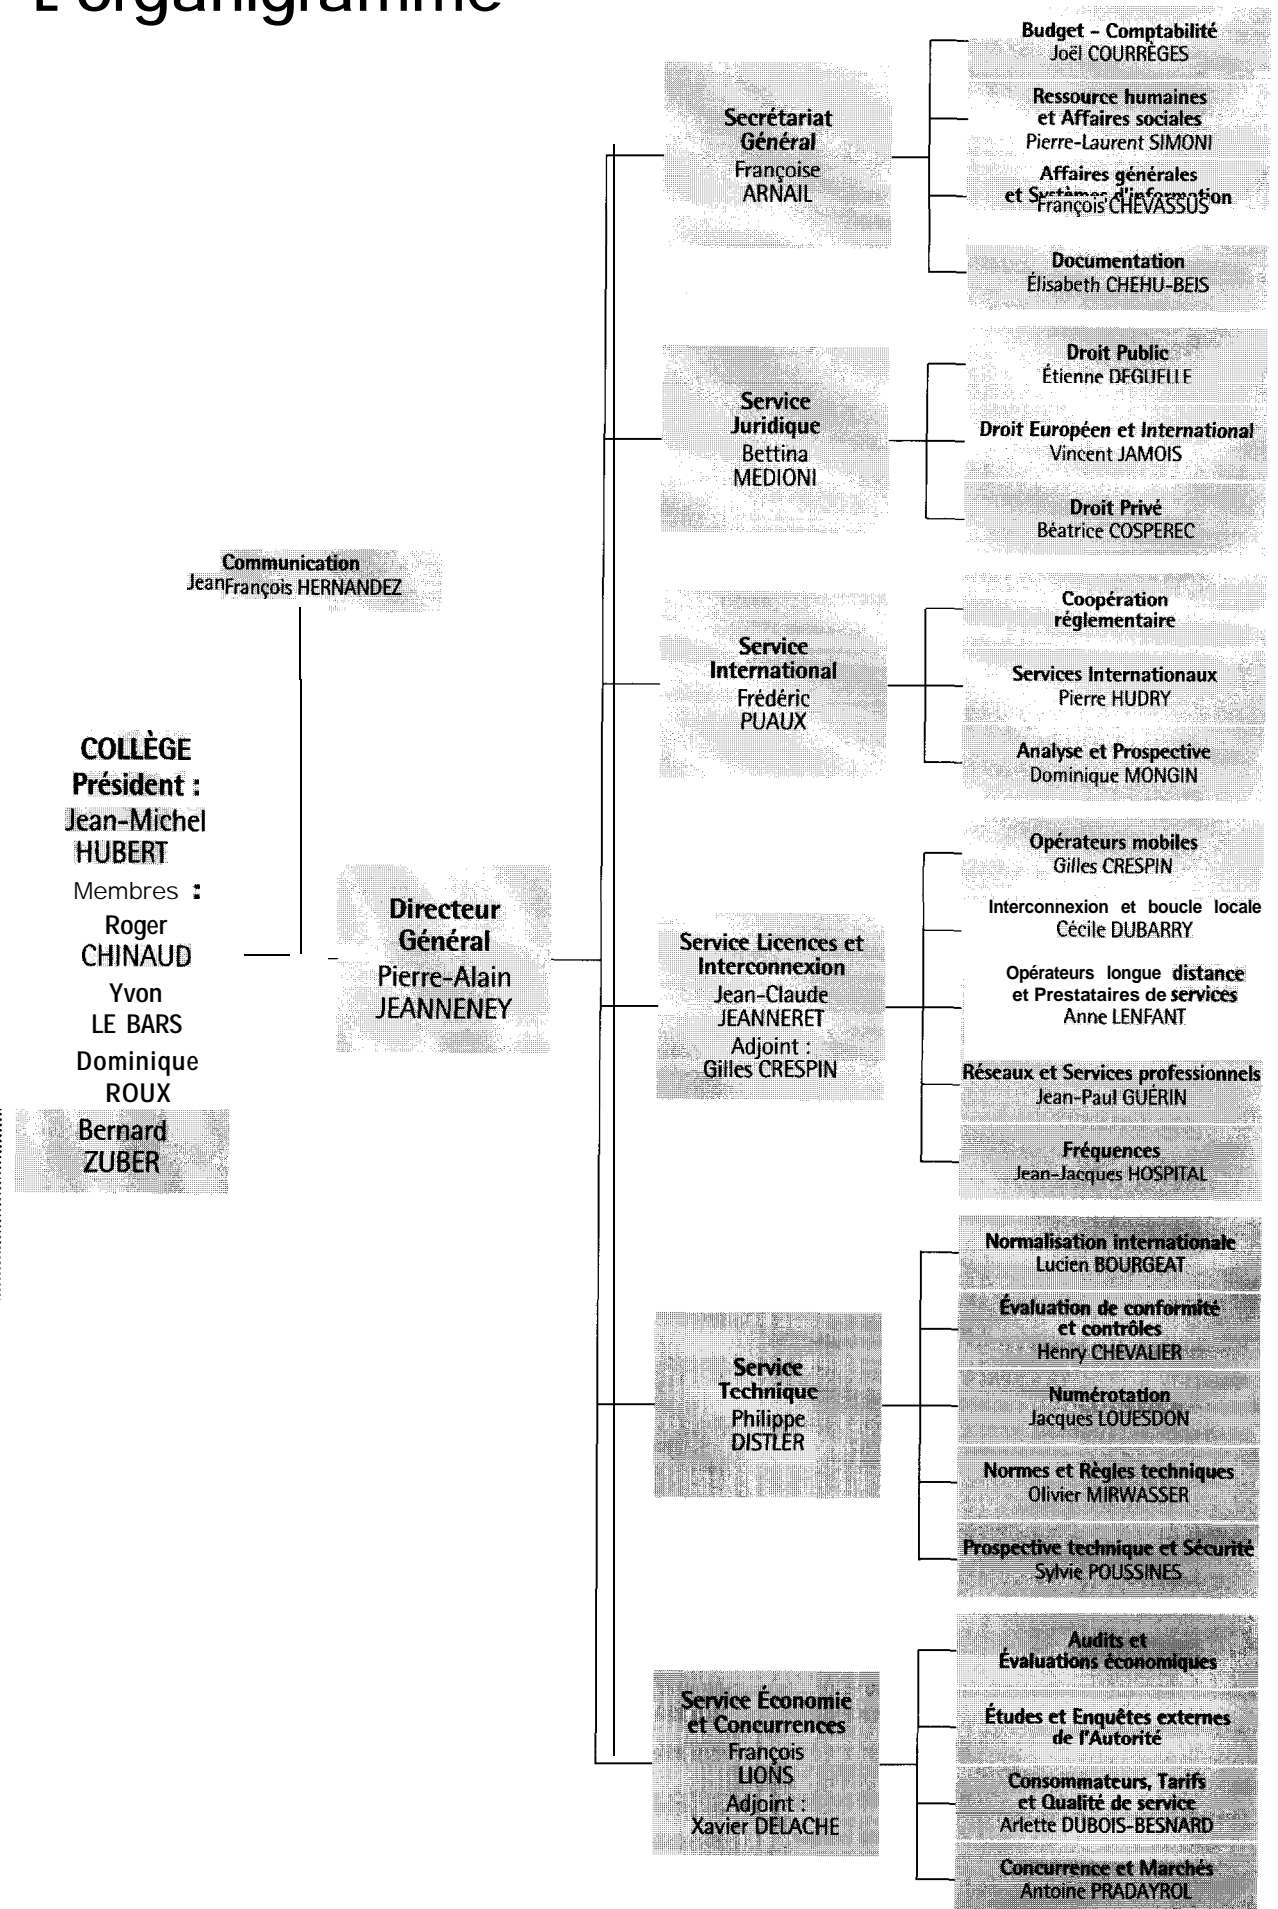 L'organigramme
Budget – Comptabilité
Joël COURRÈGES
Ressource humaines
et Affaires sociales
Pierre-Laurent SIMONI
Affaires générales
et Systèmes d'information
François CHEVASSUS
Documentation
Élisabeth CHEHU-BEIS
Secrétariat
Général
Françoise
ARNAIL
Droit Public
Étienne DEGUELLE
Droit Européen et International
Vincent JAMOIS
Droit Privé
Béatrice COSPEREC
Service
Juridique
Bettina
MEDIONI
Communication
Jean François HERNANDEZ
Coopération
réglementaire
Services Internationaux
Pierre HUDRY
Analyse et Prospective
Dominique MONGIN
Service
International
Frédéric
PUAUX
COLLÈGE
Président :
Jean-Michel
HUBERT
Membres :
Roger
CHINAUD
Yvon
LE BARS
Dominique
ROUX
Bernard
ZUBER
Directeur
Général
Pierre-Alain
JEANNENEY
Service Licences et
Interconnexion
Jean-Claude
JEANNERET
Adjoint :
Gilles CRESPIN
Opérateurs mobiles
Gilles CRESPIN
Interconnexion et boucle locale
Cécile DUBARRY
Opérateurs longue distance
et Prestataires de services
Anne LENFANT
Réseaux et Services professionnels
Jean-Paul GUÉRIN
Fréquences
Jean-Jacques HOSPITAL
Service
Technique
Philippe
DISTLER
Normalisation internationale
Lucien BOURGEAT
Évaluation de conformité
et contrôles
Henry CHEVALIER
Numérotation
Jacques LOUESDON
Normes et Règles techniques
Olivier MIRWASSER
Prospective technique et Sécurité
Sylvie POUSSINES
Service Économie
et Concurrences
François
LIONS
Adjoint :
Xavier DELACHE
Audits et
Évaluations économiques
Études et Enquêtes externes
de l'Autorité
Consommateurs, Tarifs
et Qualité de service
Arlette DUBOIS-BESNARD
Concurrence et Marchés
Antoine PRADAYROL